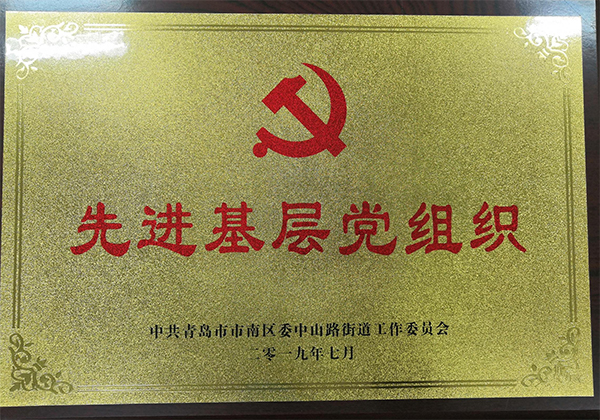 先进基层党组织
中共青岛市市南区委中山路街道工作委员会
二零一九年七月